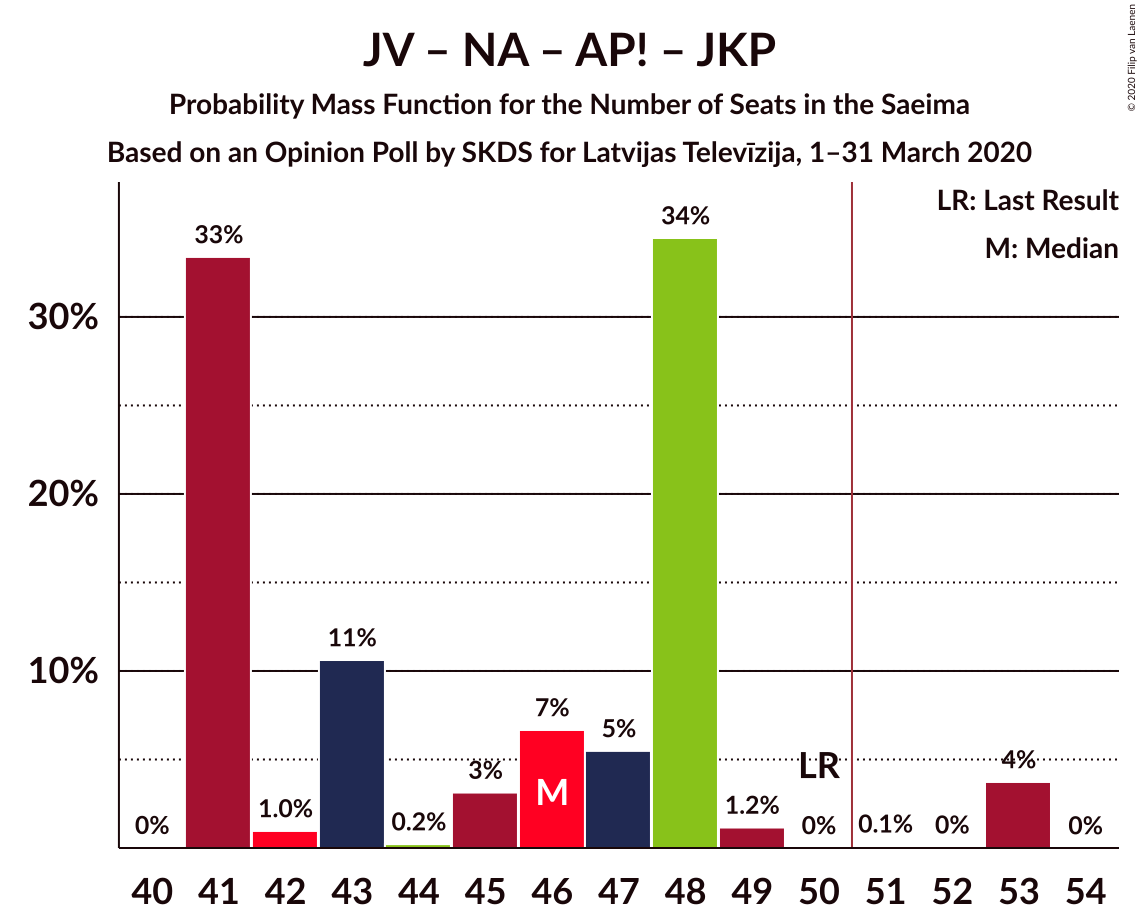 JV – NA – AP! – JKP
Probability Mass Function for the Number of Seats in the Saeima
Based on an Opinion Poll by SKDS for Latvijas Televīzija, 1–31 March 2020
© 2020 Filip van Laenen
LR: Last Result
M: Median
30%
20%
10%
0%
33%
1.0%
11%
0.2%
3%
7%
5%
34%
1.2%
0%
0.1%
0%
4%
0%
M
LR
40 41 42 43 44 45 46 47 48 49 50 51 52 53 54